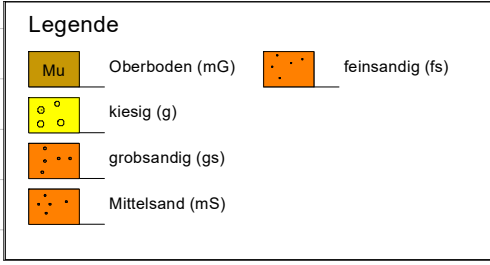 Legende
Mu Oberboden (mG) feinsandig (fs)
kiesig (g)
grobsandig (gs)
Mittelsand (mS)